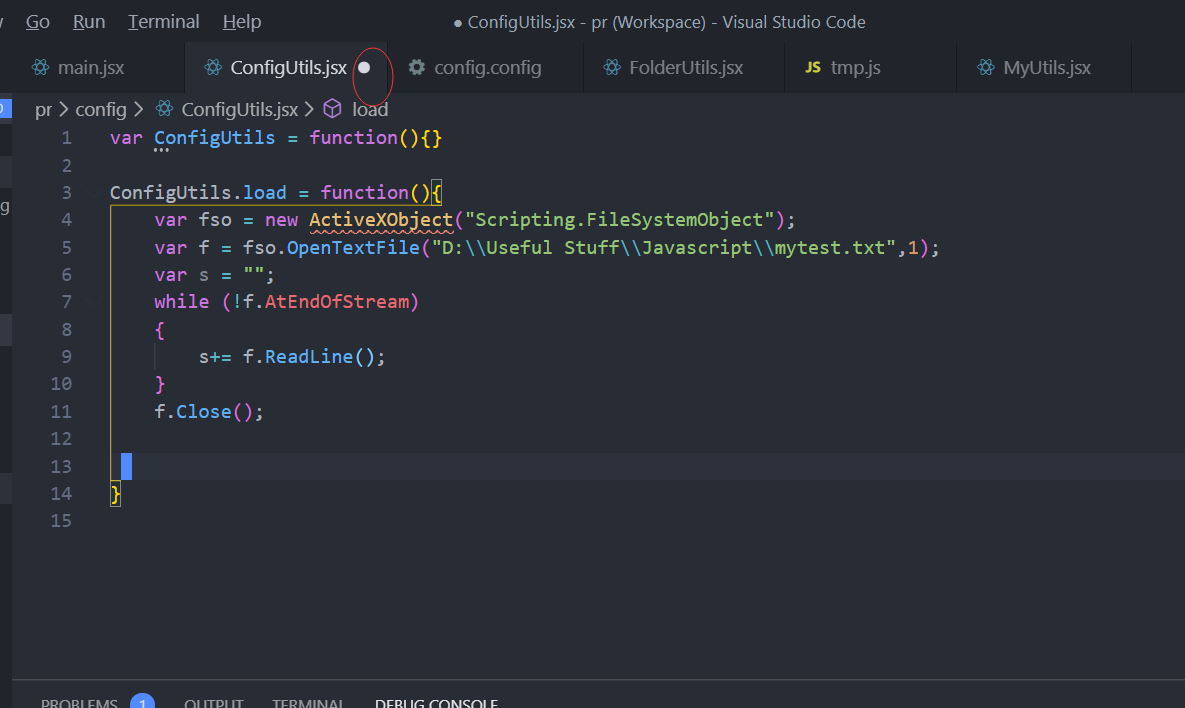 Go Run Terminal Help ● ConfigUtils.jsx - pr (Workspace) - Visual Studio Code
main.jsx ConfigUtils.jsx ● config.config FolderUtils.jsx JS tmp.js MyUtils.jsx
pr > config > ConfigUtils.jsx > load
1 var ConfigUtils = function(){}
2
g
3 ConfigUtils.load = function(){
4 var fso = new ActiveXObject("Scripting.FileSystemObject");
5 var f = fso.OpenTextFile("D:\\Useful Stuff\\Javascript\\mytest.txt",1);
6 var s = "";
7 while (!f.AtEndOfStream)
8 {
9 s+= f.ReadLine();
10 }
11 f.Close();
12
13
14 }
15
PROBLEMS 1 OUTPUT TERMINAL DEBUG CONSOLE